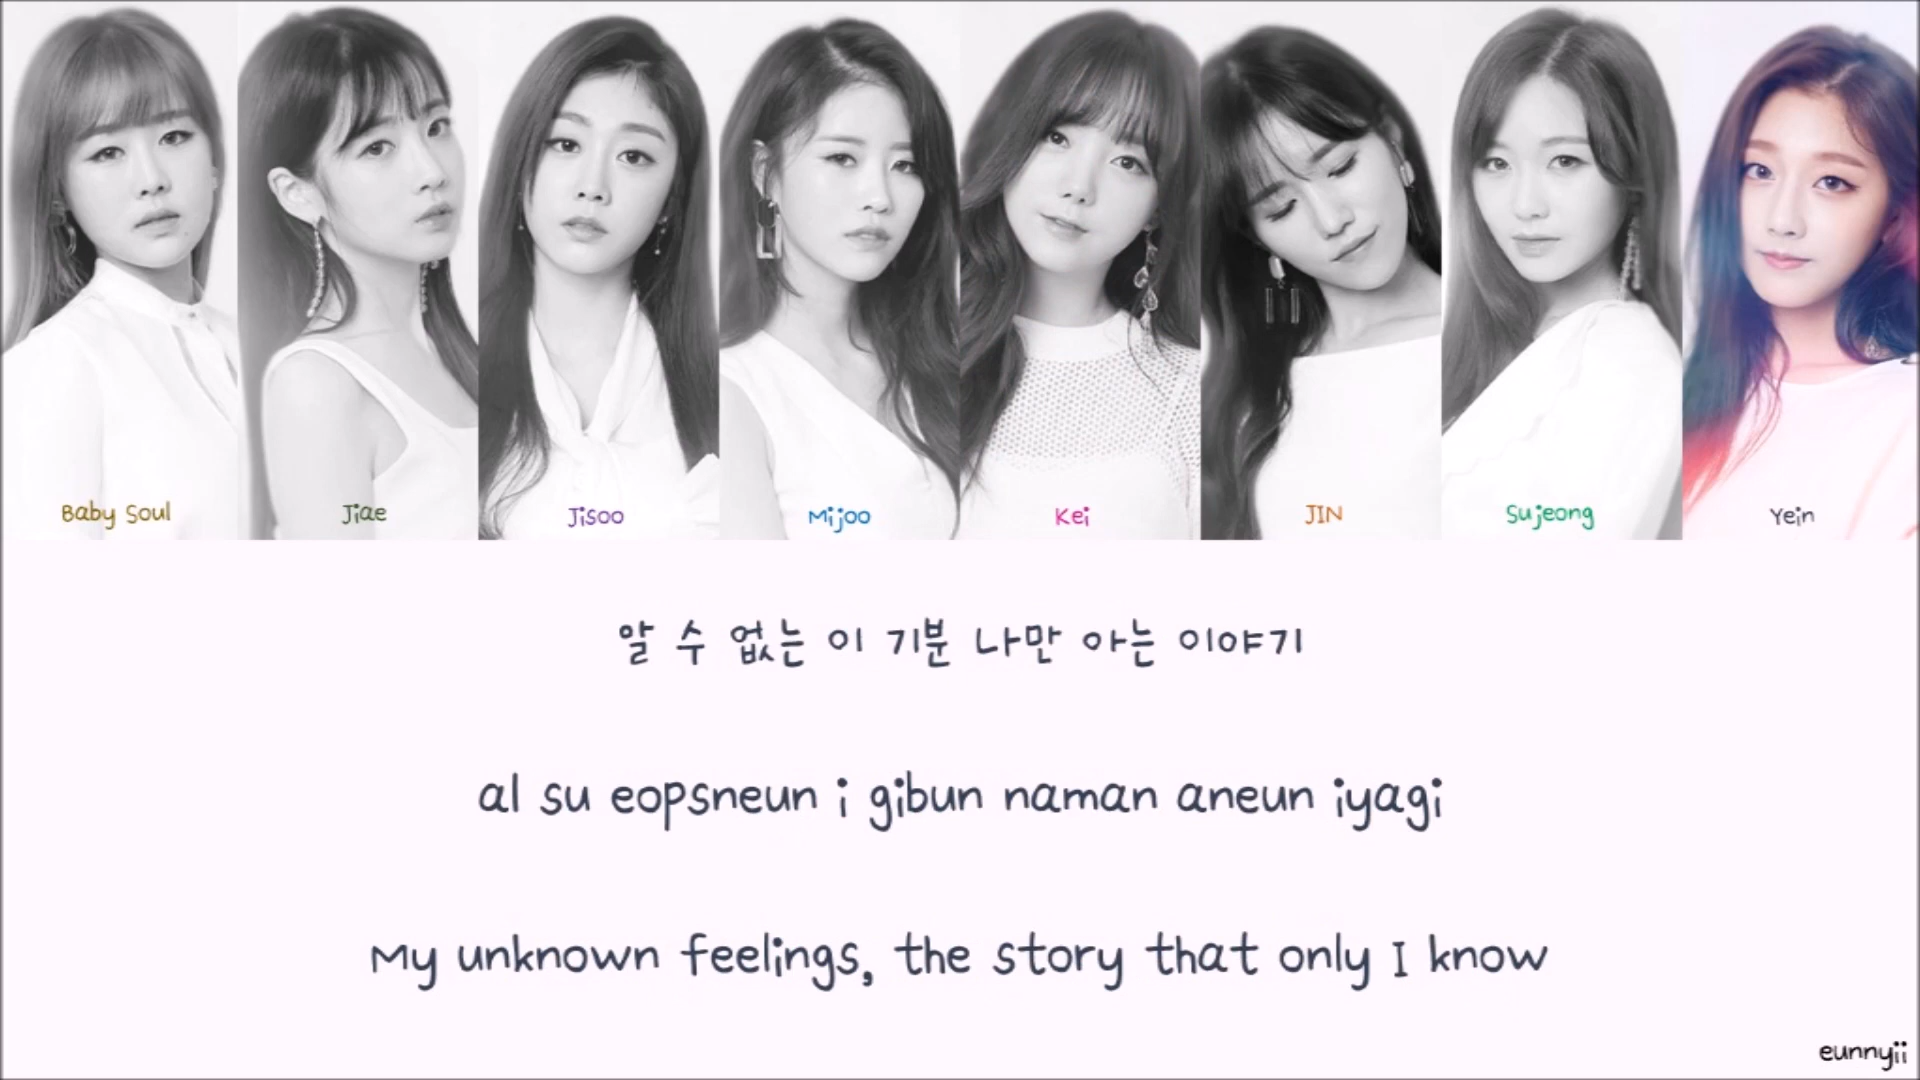 Baby Soul Jiae Jisoo Mijoo Kei JIN Sujeong Yein
알 수 없는 이 기분 나만 아는 이야기
al su eopsneun i gibun naman aneun iyagi
My unknown feelings, the story that only I know
eunnyii